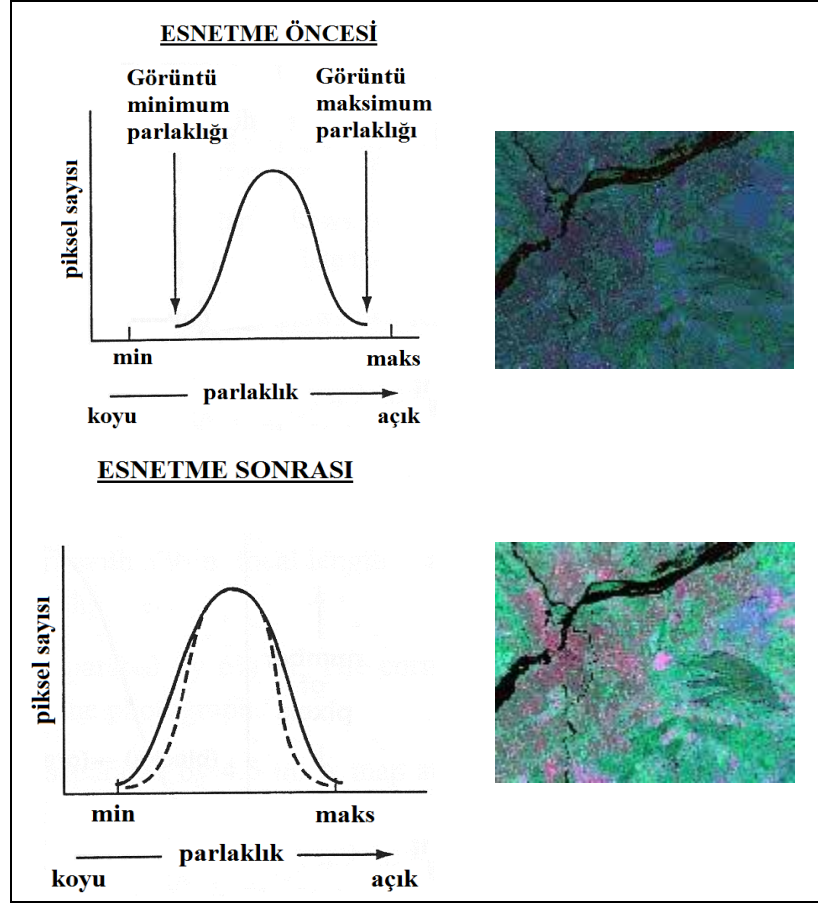 ESNETME ÖNCESİ
Görüntü
minimum
parlaklığı
Görüntü
maksimum
parlaklığı
piksel sayısı
min
maks
parlaklık
koyu
açık
ESNETME SONRASI
piksel sayısı
min
maks
parlaklık
koyu
açık